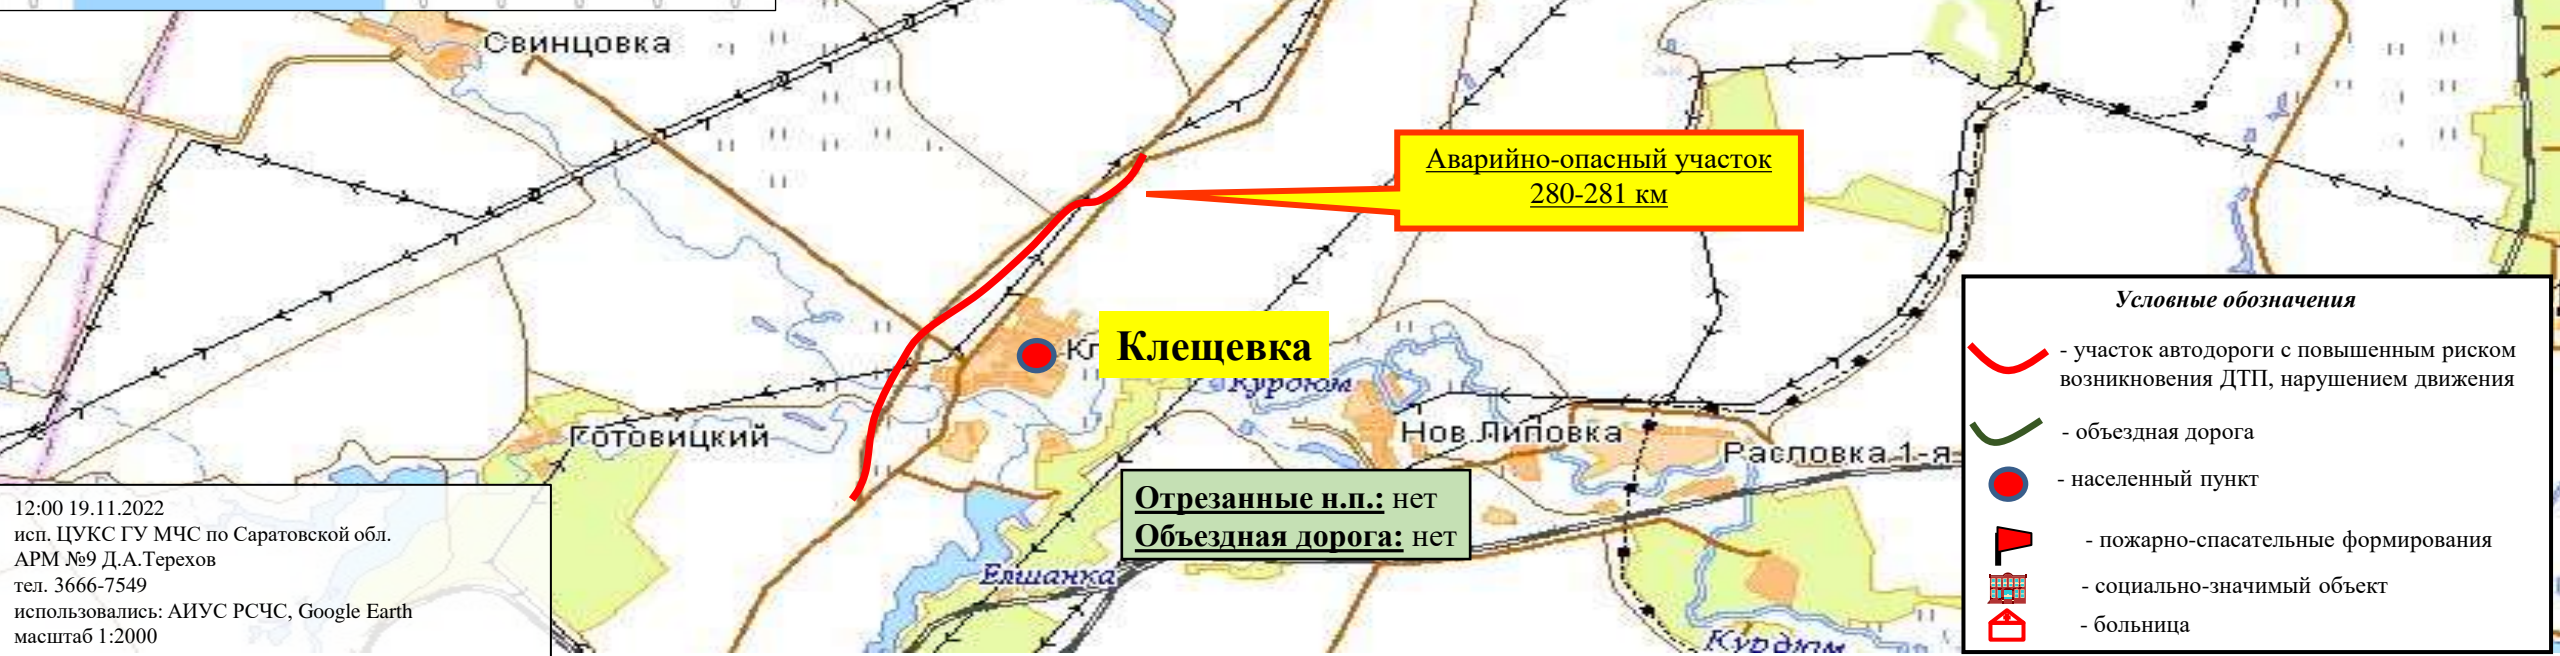 Свинцовка
Аварийно-опасный участок
280-281 км
Клещевка
Кл
Курдюм
Готовицкий
Нов.Липовка
Расловка 1-я
Отрезанные н.п.: нет
Объездная дорога: нет
Елшанка
Курдюм
12:00 19.11.2022
исп. ЦУКС ГУ МЧС по Саратовской обл.
АРМ №9 Д.А.Терехов
тел. 3666-7549
использовались: АИУС РСЧС, Google Earth
масштаб 1:2000
Условные обозначения
- участок автодороги с повышенным риском
возникновения ДТП, нарушением движения
- объездная дорога
- населенный пункт
- пожарно-спасательные формирования
- социально-значимый объект
- больница